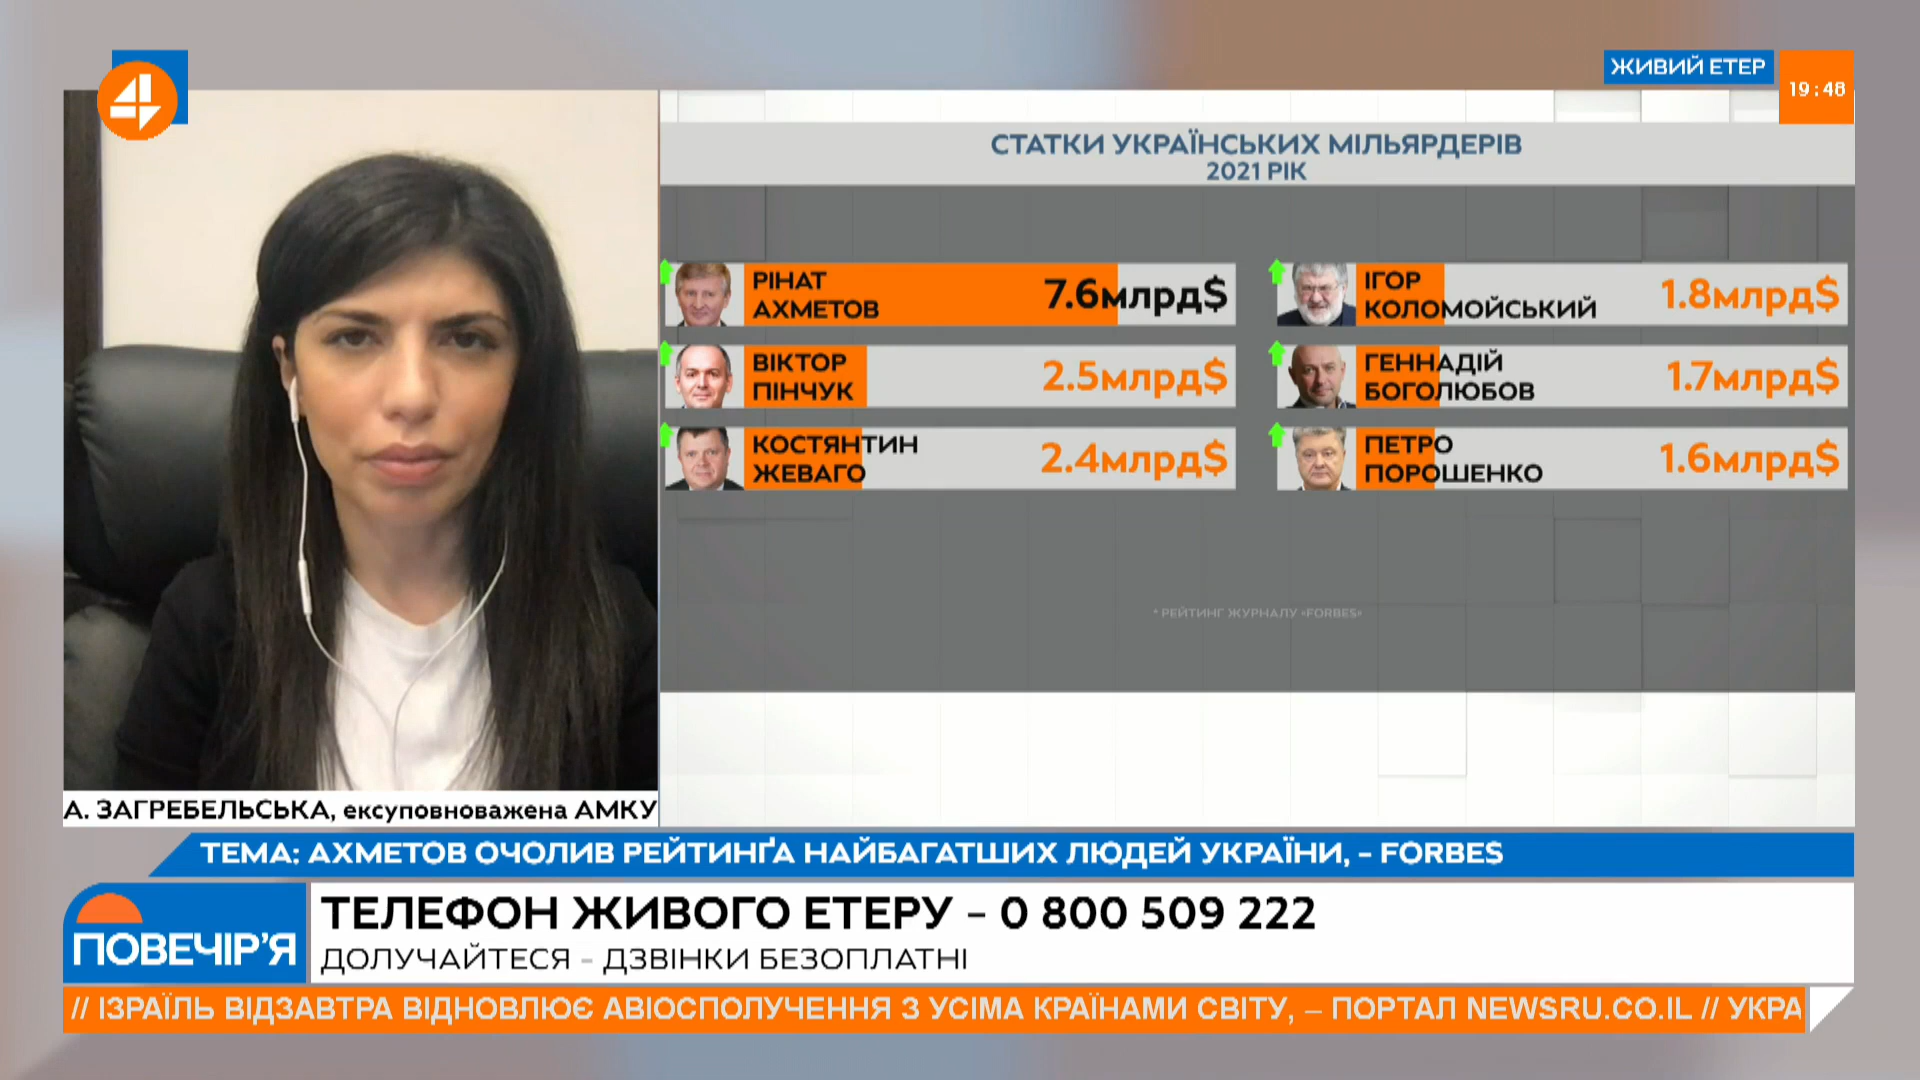 ЖИВИЙ ЕТЕР
19:48
СТАТКИ УКРАЇНСЬКИХ МІЛЬЯРДЕРІВ
2021 РІК
РІНАТ
АХМЕТОВ
7.6млрд$
ІГОР
КОЛОМОЙСЬКИЙ
1.8млрд$
ВІКТОР
ПІНЧУК
2.5млрд$
ГЕННАДІЙ
БОГОЛЮБОВ
1.7млрд$
КОСТЯНТИН
ЖЕВАГО
2.4млрд$
ПЕТРО
ПОРОШЕНКО
1.6млрд$
* РЕЙТИНГ ЖУРНАЛУ «FORBES»
А. ЗАГРЕБЕЛЬСЬКА, ексуповноважена АМКУ
ТЕМА: АХМЕТОВ ОЧОЛИВ РЕЙТИНҐА НАЙБАГАТШИХ ЛЮДЕЙ УКРАЇНИ, – FORBES
ПОВЕЧІР'Я
ТЕЛЕФОН ЖИВОГО ЕТЕРУ – 0 800 509 222
ДОЛУЧАЙТЕСЯ – ДЗВІНКИ БЕЗОПЛАТНІ
// ІЗРАЇЛЬ ВІДЗАВТРА ВІДНОВЛЮЄ АВІОСПОЛУЧЕННЯ З УСІМА КРАЇНАМИ СВІТУ, – ПОРТАЛ NEWSRU.CO.IL // УКРА